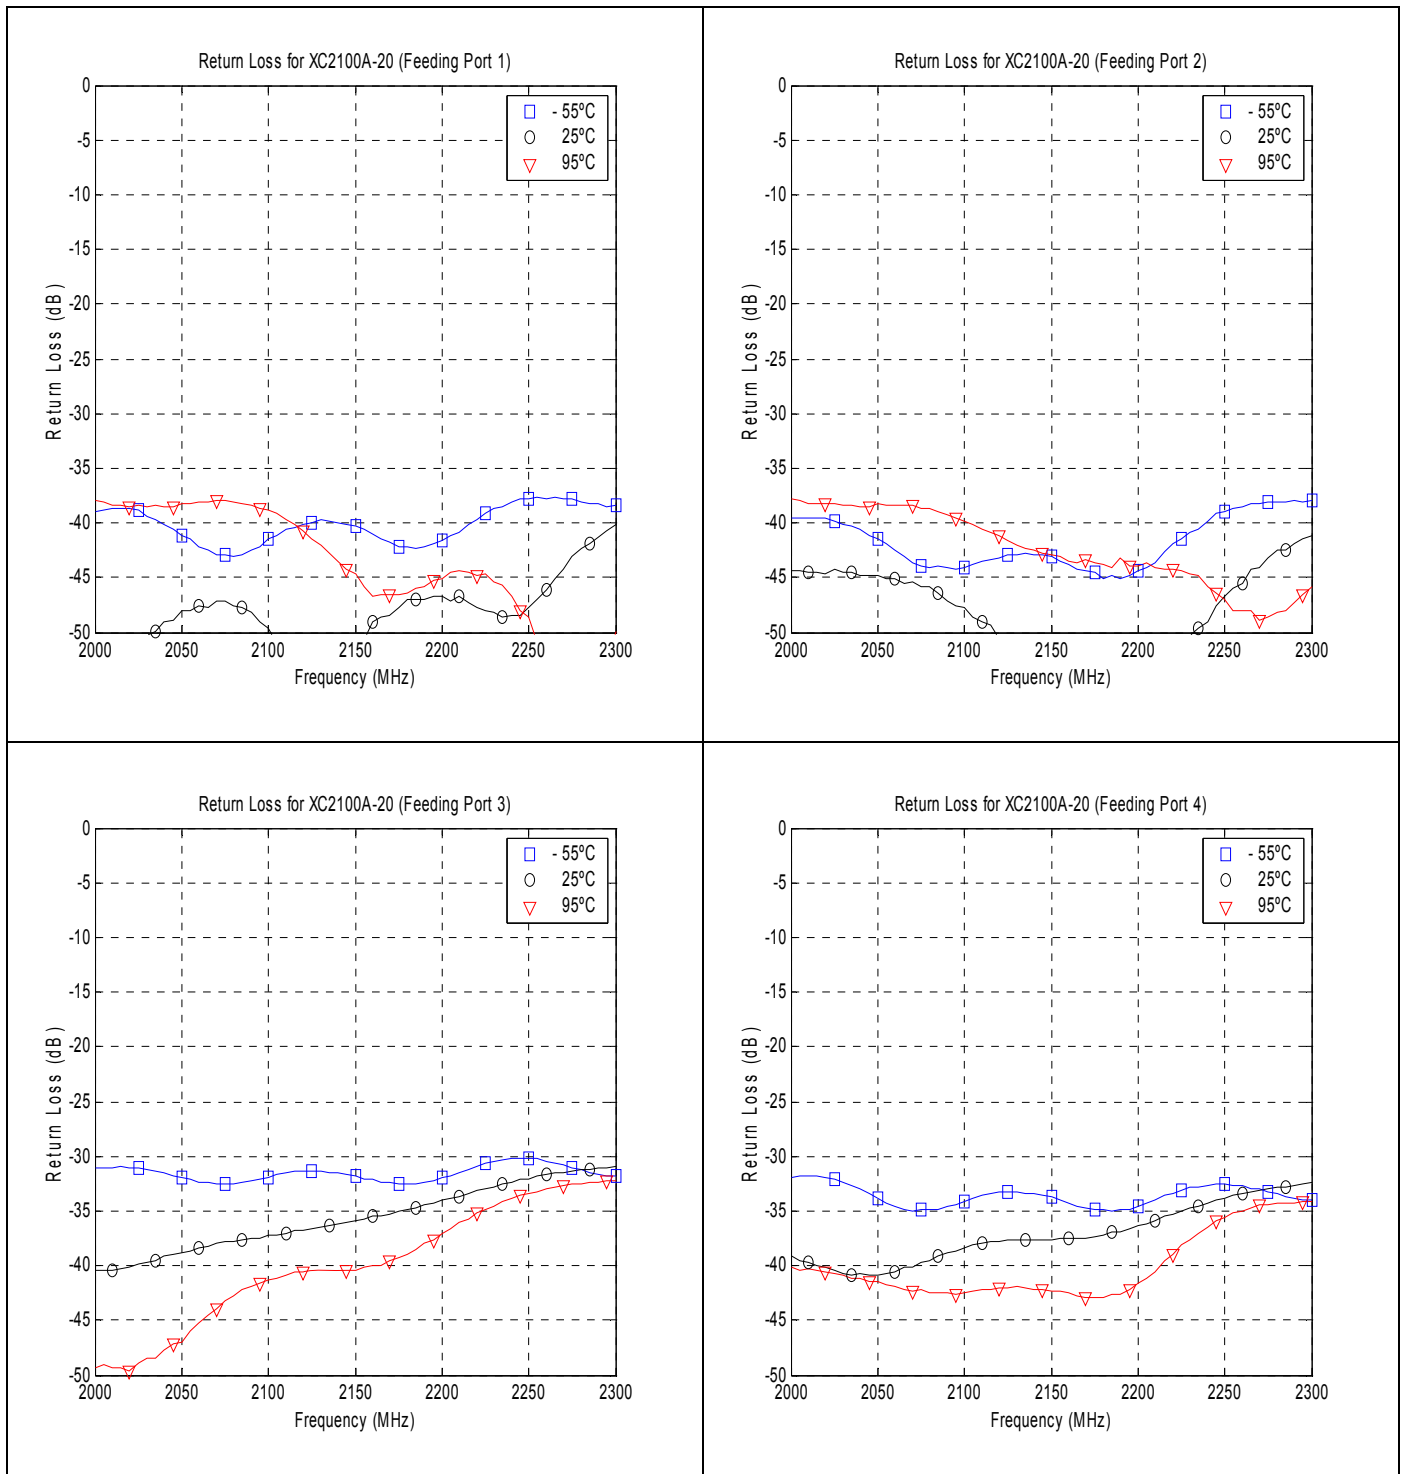 Return Loss for XC2100A-20 (Feeding Port 1)
0
-5
-10
-15
-20
-25
-30
-35
-40
-45
-50
Return Loss (dB)
- 55ºC
25ºC
95ºC
2000 2050 2100 2150 2200 2250 2300
Frequency (MHz)
Return Loss for XC2100A-20 (Feeding Port 2)
0
-5
-10
-15
-20
-25
-30
-35
-40
-45
-50
Return Loss (dB)
- 55ºC
25ºC
95ºC
2000 2050 2100 2150 2200 2250 2300
Frequency (MHz)
Return Loss for XC2100A-20 (Feeding Port 3)
0
-5
-10
-15
-20
-25
-30
-35
-40
-45
-50
Return Loss (dB)
- 55ºC
25ºC
95ºC
2000 2050 2100 2150 2200 2250 2300
Frequency (MHz)
Return Loss for XC2100A-20 (Feeding Port 4)
0
-5
-10
-15
-20
-25
-30
-35
-40
-45
-50
Return Loss (dB)
- 55ºC
25ºC
95ºC
2000 2050 2100 2150 2200 2250 2300
Frequency (MHz)